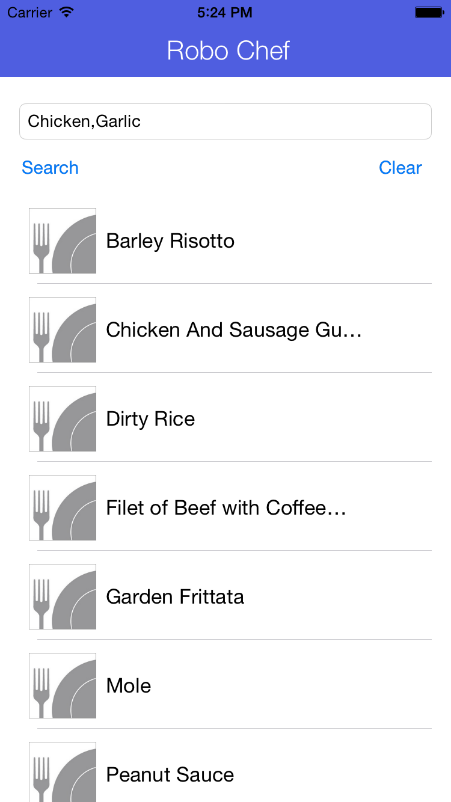 Carrier 5:24 PM
Robo Chef
Chicken,Garlic
Search Clear
Barley Risotto
Chicken And Sausage Gu…
Dirty Rice
Filet of Beef with Coffee…
Garden Frittata
Mole
Peanut Sauce